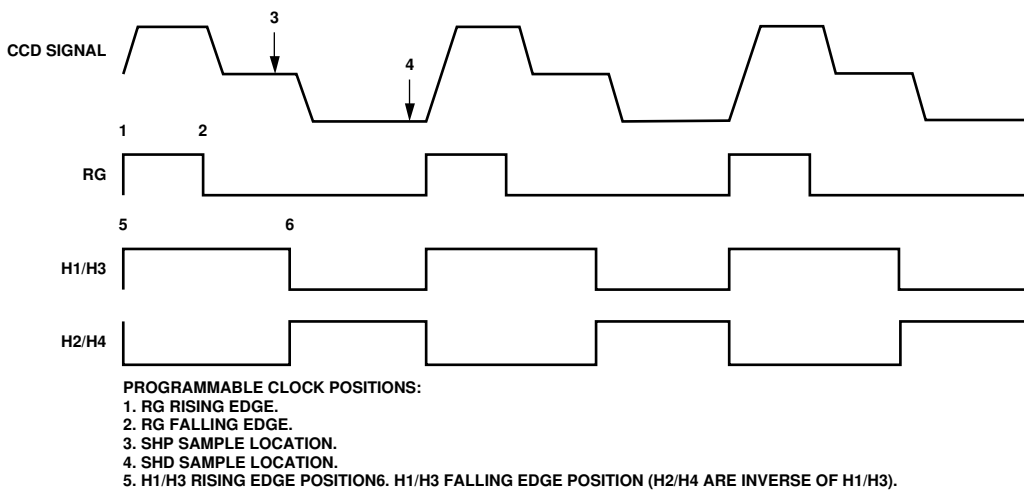 3
CCD SIGNAL
4
1 2
RG
5 6
H1/H3
H2/H4
PROGRAMMABLE CLOCK POSITIONS:
1. RG RISING EDGE.
2. RG FALLING EDGE.
3. SHP SAMPLE LOCATION.
4. SHD SAMPLE LOCATION.
5. H1/H3 RISING EDGE POSITION6. H1/H3 FALLING EDGE POSITION (H2/H4 ARE INVERSE OF H1/H3).